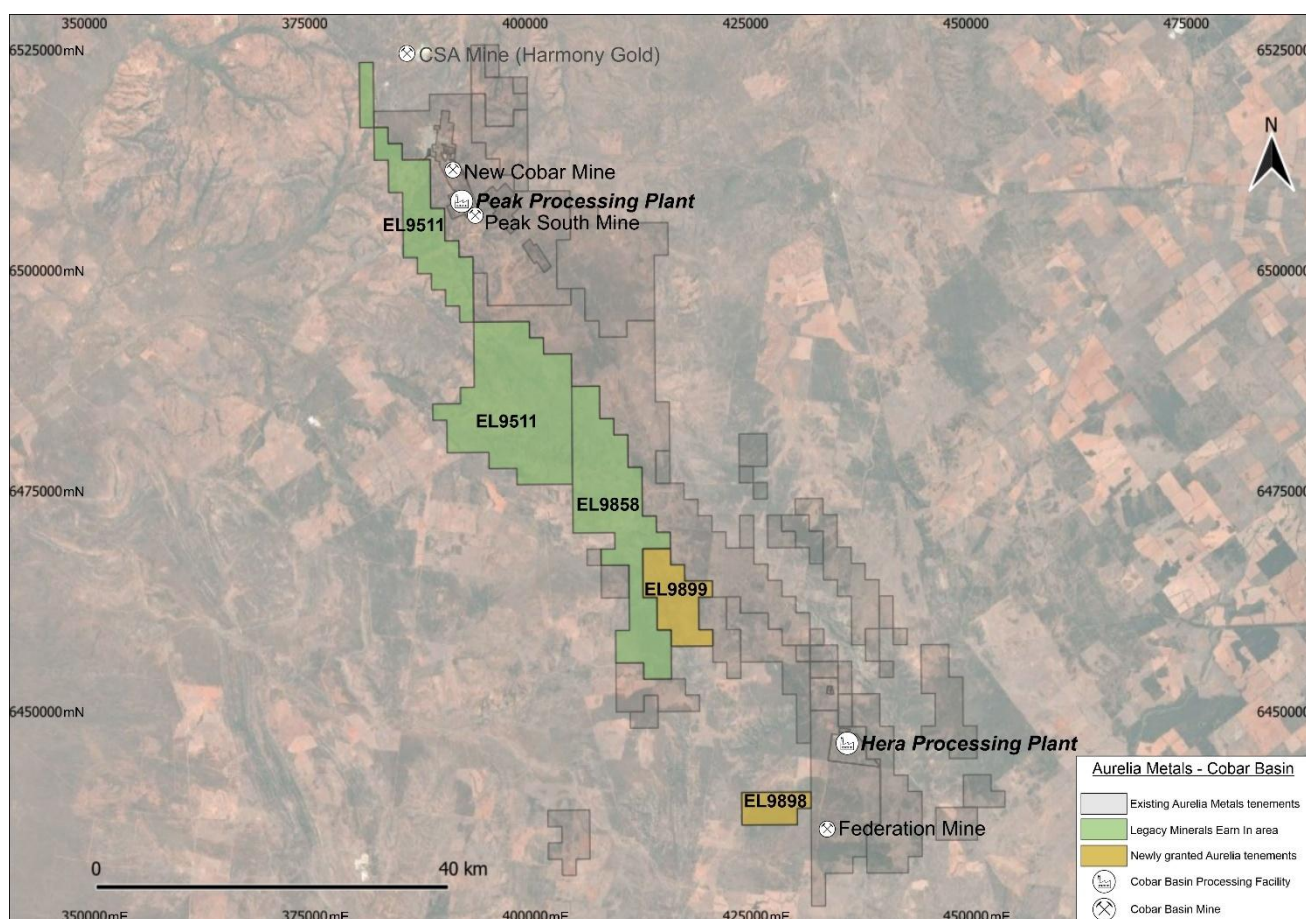 350000 375000 400000 425000 450000 475000
6525000mN 6525000
CSA Mine (Harmony Gold)
N
New Cobar Mine
Peak Processing Plant
Peak South Mine
EL9511
6500000mN 6500000
EL9511
6475000mN 6475000
EL9858
EL9899
6450000mN 6450000
Hera Processing Plant
EL9898
Federation Mine
Aurelia Metals - Cobar Basin
Existing Aurelia Metals tenements
Legacy Minerals Earn In area
Newly granted Aurelia tenements
Cobar Basin Processing Facility
Cobar Basin Mine
0 40 km
350000mE 375000mE 400000mE 425000mE 450000mE